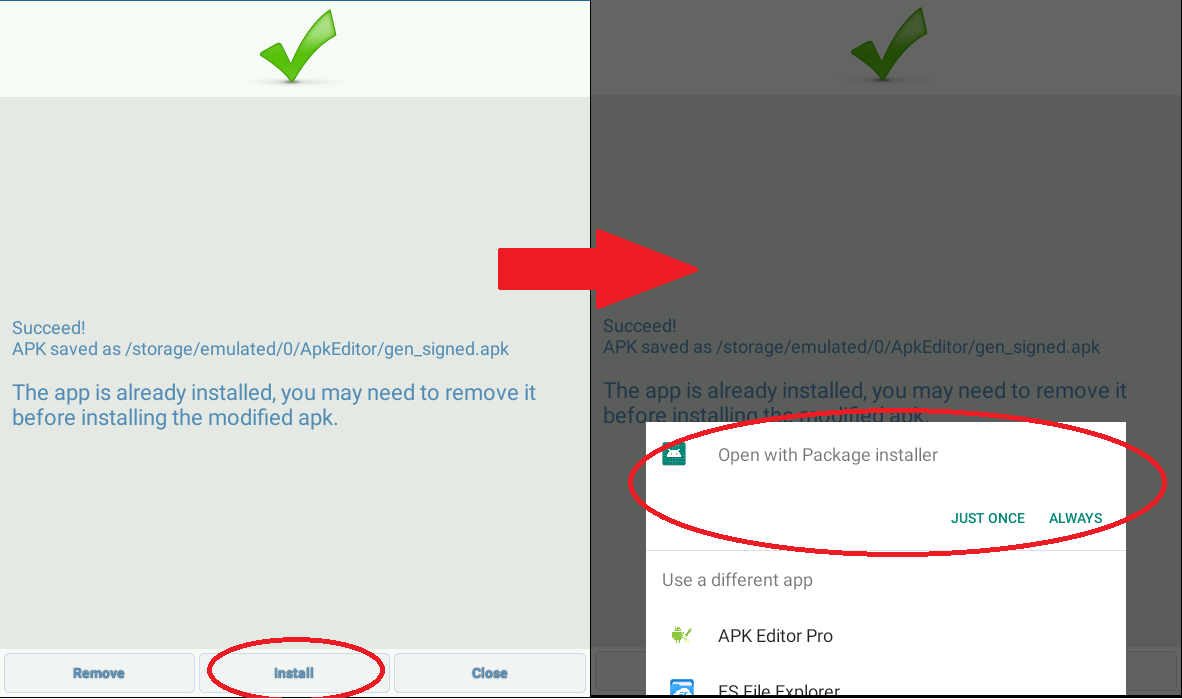 Succeed!
APK saved as /storage/emulated/0/ApkEditor/gen_signed.apk
The app is already installed, you may need to remove it
before installing the modified apk.
Remove
Install
Close
Succeed!
APK saved as /storage/emulated/0/ApkEditor/gen_signed.apk
The app is already installed, you may need to remove it
before installing the modified apk.
Open with Package installer
JUST ONCE
ALWAYS
Use a different app
APK Editor Pro
ES File Explorer